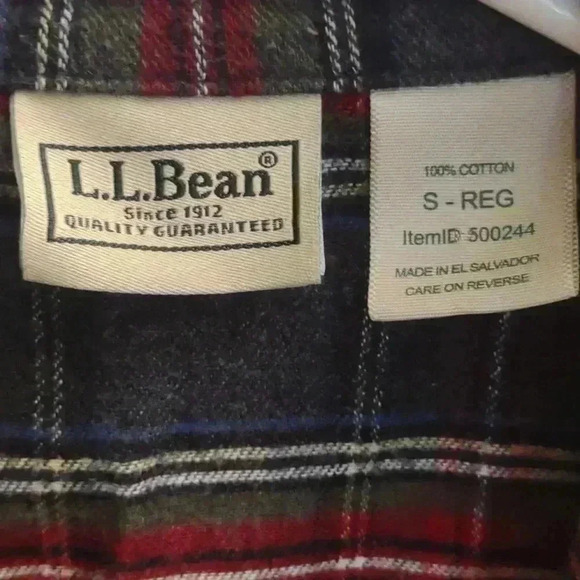 L.L.Bean®
Since 1912
QUALITY GUARANTEED
100% COTTON
S - REG
ItemID 500244
MADE IN EL SALVADOR
CARE ON REVERSE